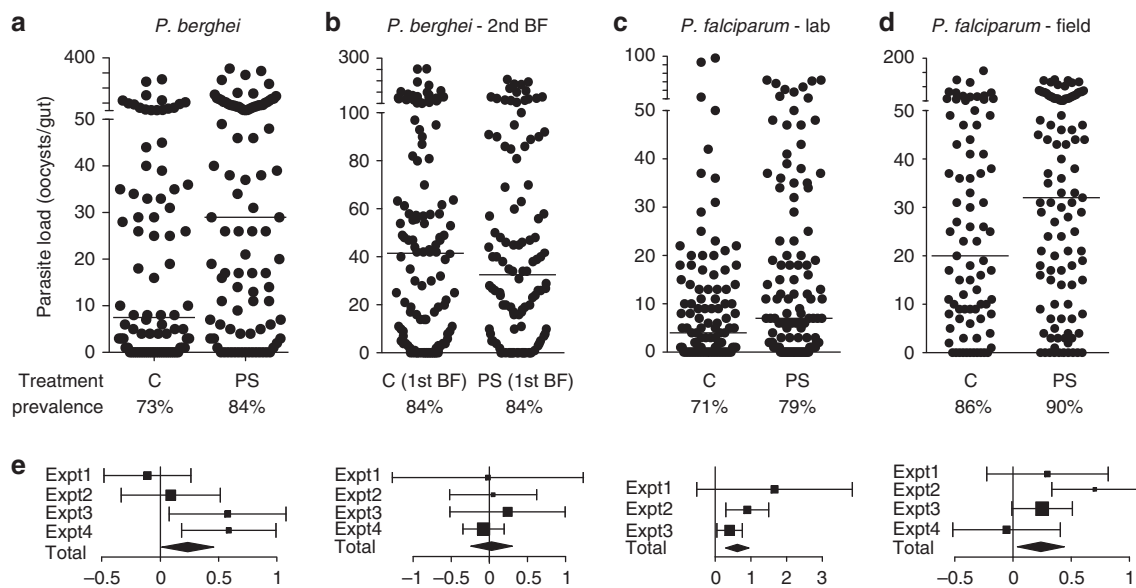 a P. berghei
b P. berghei - 2nd BF
c P. falciparum - lab
d P. falciparum - field
Parasite load (oocysts/gut)
400
50
40
30
20
10
0
300
100
80
60
40
20
0
100
50
40
30
20
10
0
200
50
40
30
20
10
0
Treatment C PS C (1st BF) PS (1st BF) C PS C PS
prevalence 73% 84% 84% 84% 71% 79% 86% 90%
e
Expt1
Expt2
Expt3
Expt4
Total
−0.5 0 0.5 1
Expt1
Expt2
Expt3
Expt4
Total
−1 −0.5 0 0.5 1
Expt1
Expt2
Expt3
Total
0 1 2 3
Expt1
Expt2
Expt3
Expt4
Total
−0.5 0 0.5 1